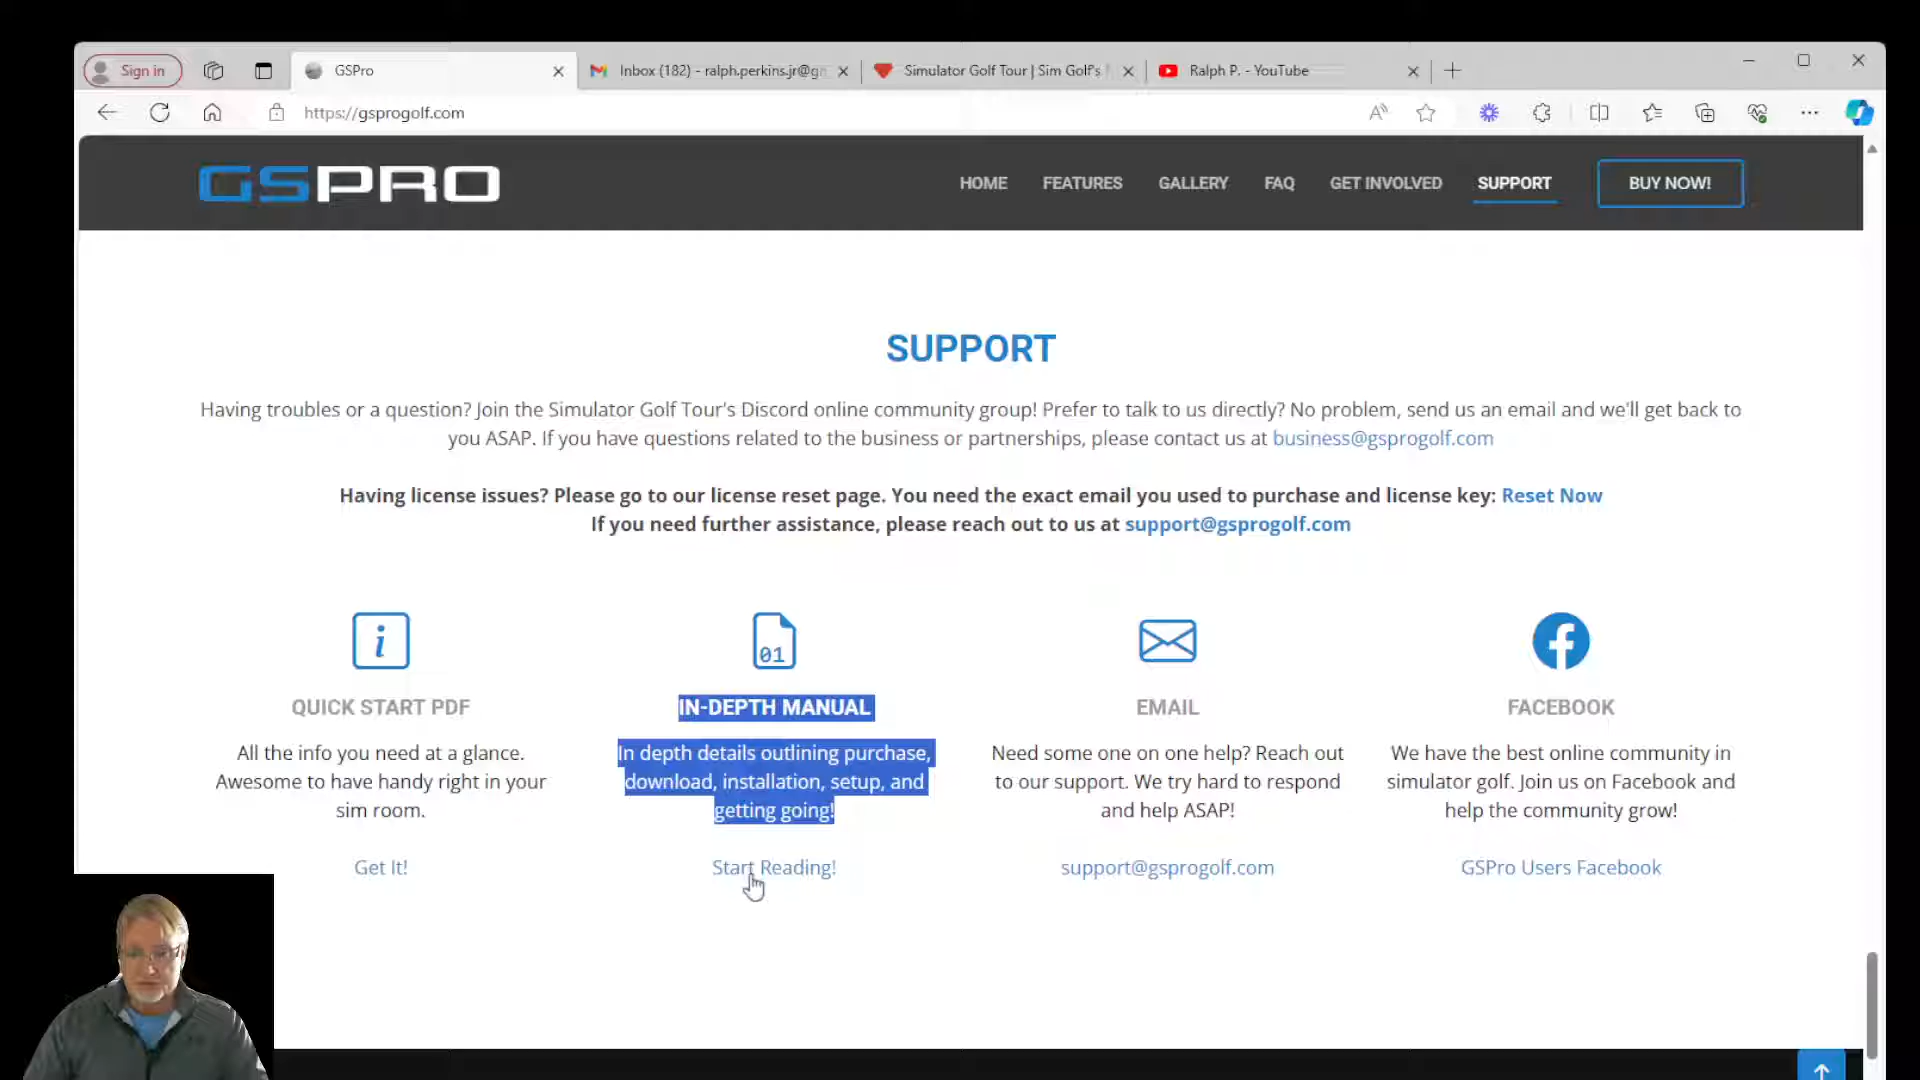 Sign in
GSPro
Inbox (182) - ralph.perkins.jr@g
Simulator Golf Tour | Sim Golf's
Ralph P. - YouTube
https://gsprogolf.com
GSPRO
HOME
FEATURES
GALLERY
FAQ
GET INVOLVED
SUPPORT
BUY NOW!
SUPPORT
Having troubles or a question? Join the Simulator Golf Tour's Discord online community group! Prefer to talk to us directly? No problem, send us an email and we'll get back to
you ASAP. If you have questions related to the business or partnerships, please contact us at business@gsprogolf.com
Having license issues? Please go to our license reset page. You need the exact email you used to purchase and license key: Reset Now
If you need further assistance, please reach out to us at support@gsprogolf.com
i
QUICK START PDF
All the info you need at a glance.
Awesome to have handy right in your
sim room.
Get It!
01
IN-DEPTH MANUAL
In depth details outlining purchase,
download, installation, setup, and
getting going!
Start Reading!
EMAIL
Need some one on one help? Reach out
to our support. We try hard to respond
and help ASAP!
support@gsprogolf.com
FACEBOOK
We have the best online community in
simulator golf. Join us on Facebook and
help the community grow!
GSPro Users Facebook